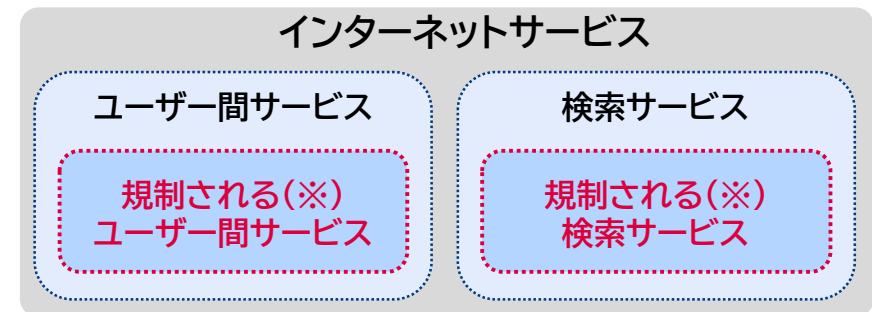 インターネットサービス
ユーザー間サービス
規制される(※)
ユーザー間サービス
検索サービス
規制される(※)
検索サービス